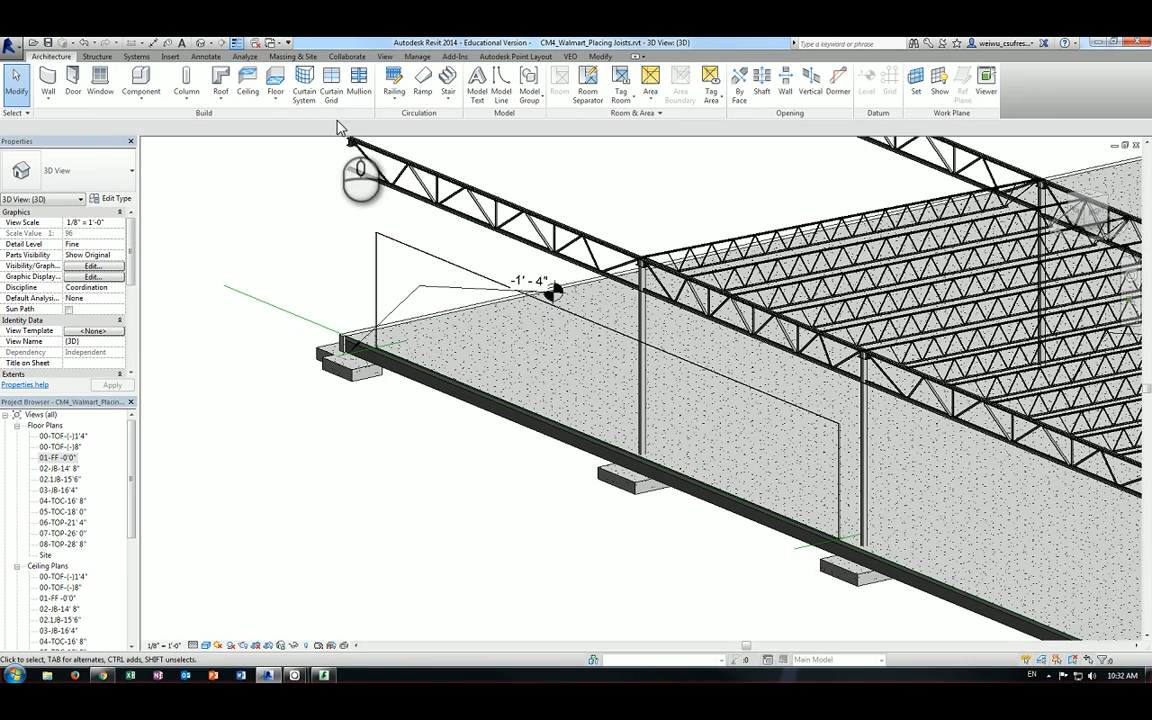 Autodesk Revit 2014 - Educational Version - CM4_Walmart_Placing Joists.rvt - 3D View: {3D}
Type a keyword or phrase
weiwu_csufres...
Architecture Structure Systems Insert Annotate Analyze Massing & Site Collaborate View Manage Add-Ins Autodesk Point Layout VEO Modify
Modify Wall Door Window Component Column Roof Ceiling Floor Curtain System Curtain Grid Mullion Railing Ramp Stair Model Text Model Line Model Group Room Room Separator Tag Room Area Area Boundary Tag Area By Face Shaft Wall Vertical Dormer Level Grid Set Show Ref Plane Viewer
Select Build Circulation Model Room & Area Opening Datum Work Plane
Properties
3D View
3D View: {3D} Edit Type
Graphics
View Scale 1/8" = 1'-0"
Scale Value 1: 96
Detail Level Fine
Parts Visibility Show Original
Visibility/Graph... Edit...
Graphic Display... Edit...
Discipline Coordination
Default Analysi... None
Sun Path
Identity Data
View Template <None>
View Name {3D}
Dependency Independent
Title on Sheet
Extents
Properties help Apply
Project Browser - CM4_Walmart_Placin...
Views (all)
Floor Plans
00-TOF-(-)1'4"
00-TOF-(-)8"
01-FF -0'0"
02-JB-14' 8"
02.1JB-15'6"
03-JB-16'4"
04-TOC-16' 8"
05-TOC-18' 0"
06-TOP-21' 4"
07-TOP-26' 0"
08-TOP-28' 8"
Site
Ceiling Plans
00-TOF-(-)1'4"
00-TOF-(-)8"
01-FF -0'0"
02-JB-14' 8"
02.1JB-15'6"
03-JB-16'4"
-1' - 4"
1/8" = 1'-0"
Click to select, TAB for alternates, CTRL adds, SHIFT unselects.
:0
Main Model
:0
EN
10:32 AM